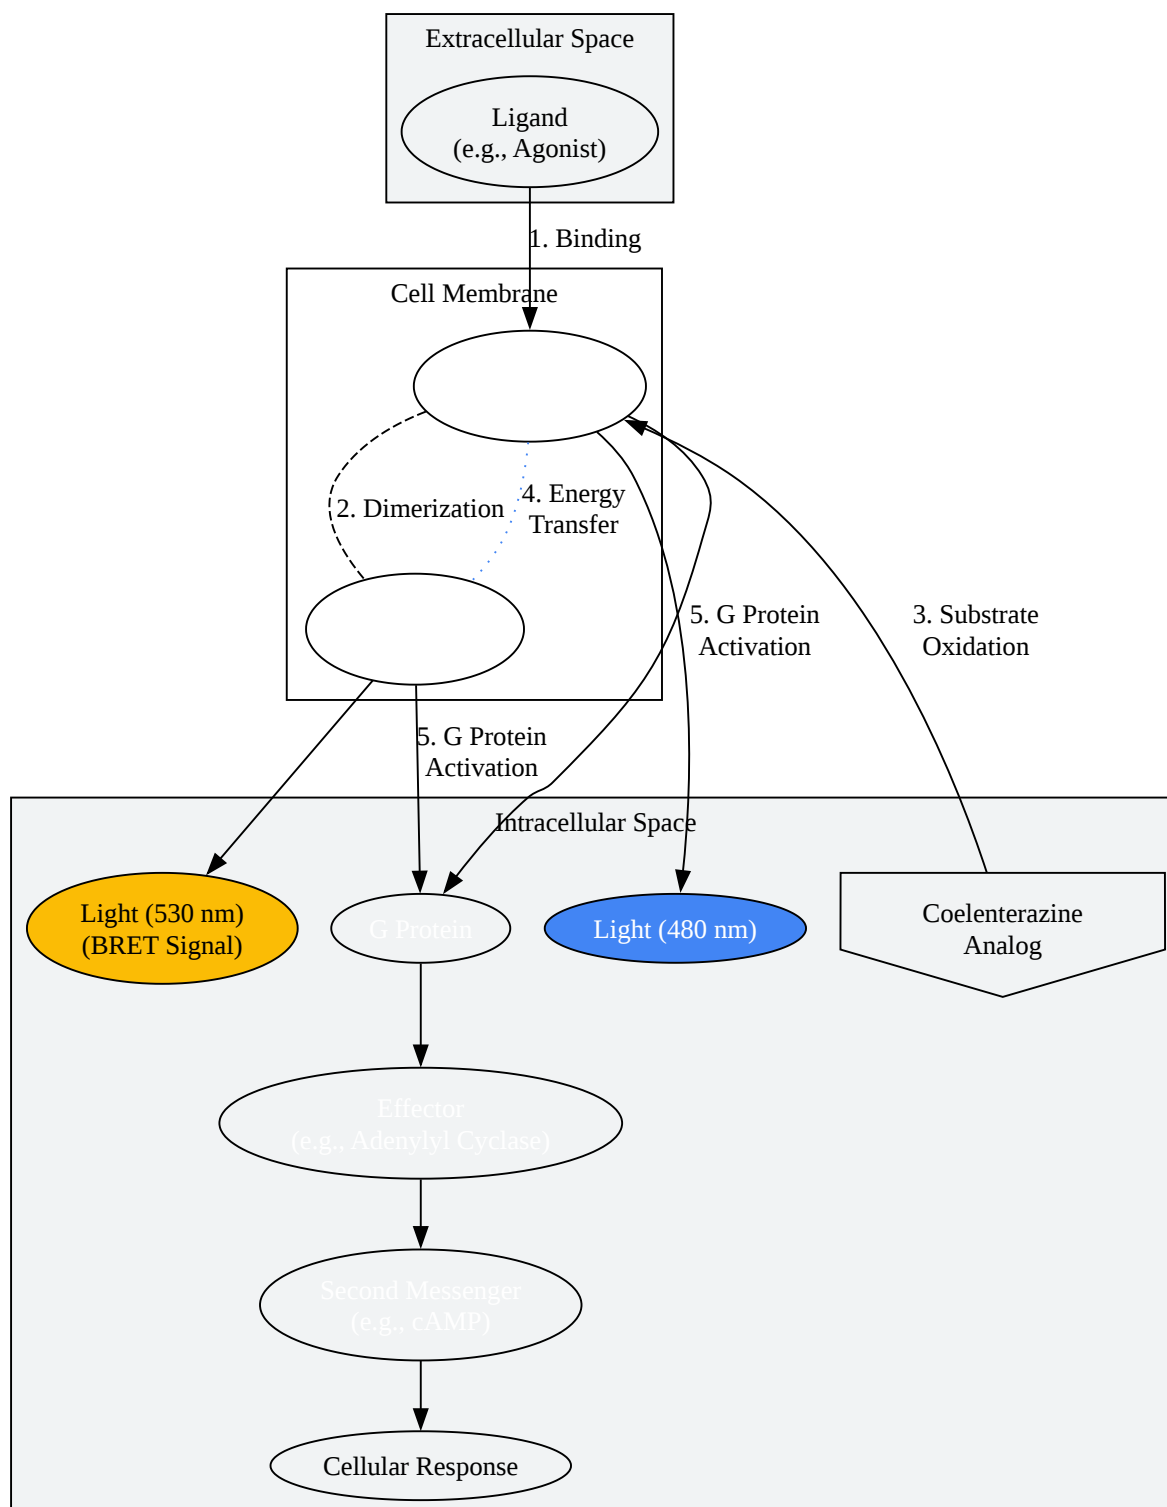 Extracellular Space
Ligand
(e.g., Agonist)
1. Binding
Cell Membrane
2. Dimerization
4. Energy
Transfer
5. G Protein
Activation
3. Substrate
Oxidation
5. G Protein
Activation
Intracellular Space
Light (530 nm)
(BRET Signal)
G Protein
Light (480 nm)
Coelenterazine
Analog
Effector
(e.g., Adenylyl Cyclase)
Second Messenger
(e.g., cAMP)
Cellular Response